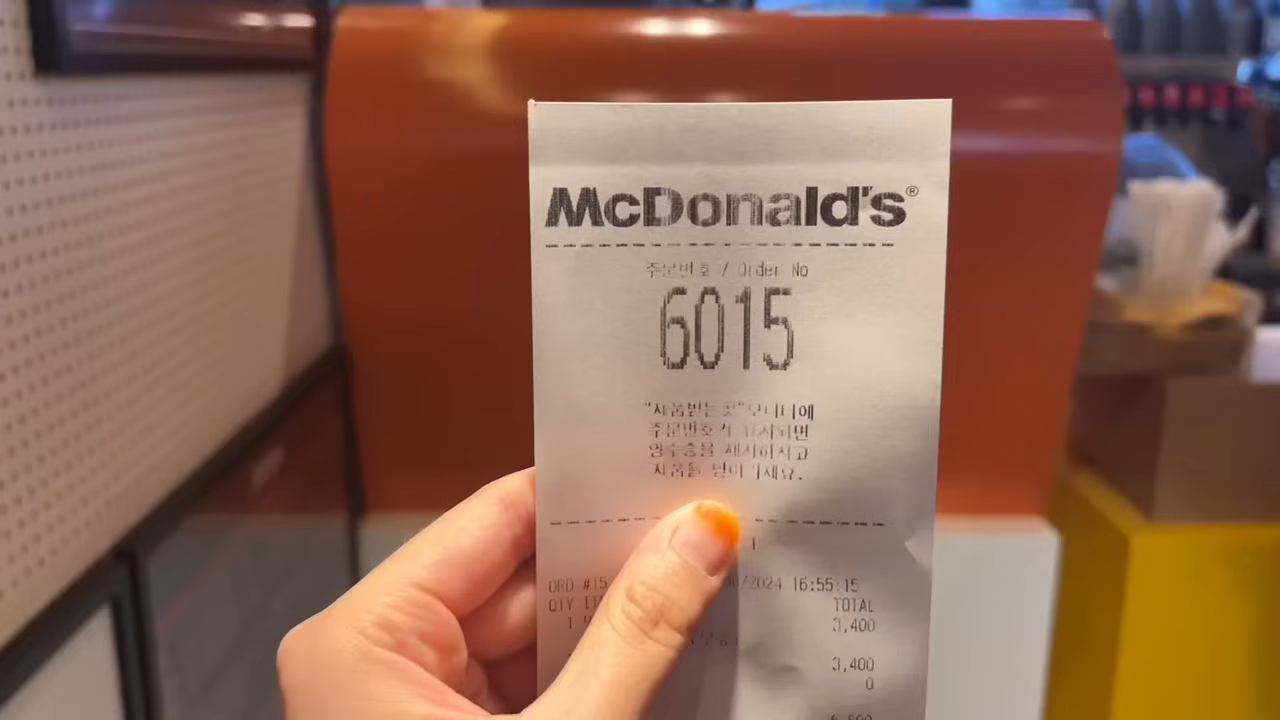 McDonald's®
주문번호 / Order No
6015
"제품받는곳" 모니터에
주문번호가 표시되면
영수증을 제시하시고
제품을 받아가세요.
ORD #15 /2024 16:55:15
QTY TOTAL
1 3,400
3,400
0